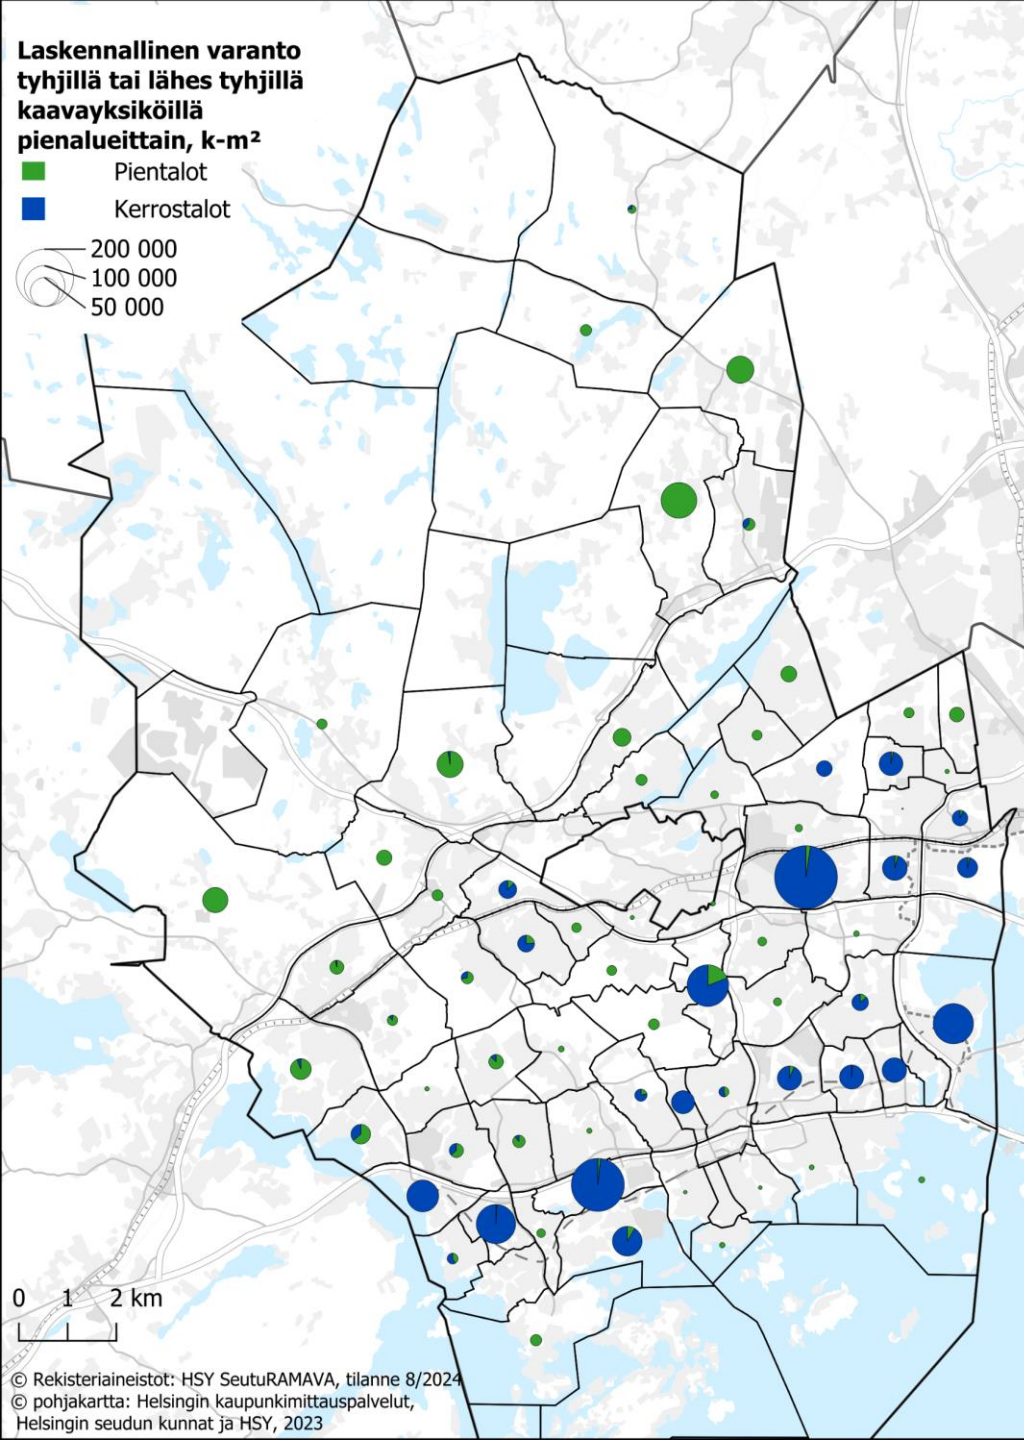 Laskennallinen varanto
tyhjillä tai lähes tyhjillä
kaavayksiköillä
pienalueittain, k-m²
Pientalot
Kerrostalot
200 000
100 000
50 000
0 1 2 km
© Rekisteriaineistot: HSY SeutuRAMAVA, tilanne 8/2024
© pohjakartta: Helsingin kaupunkimittauspalvelut,
Helsingin seudun kunnat ja HSY, 2023